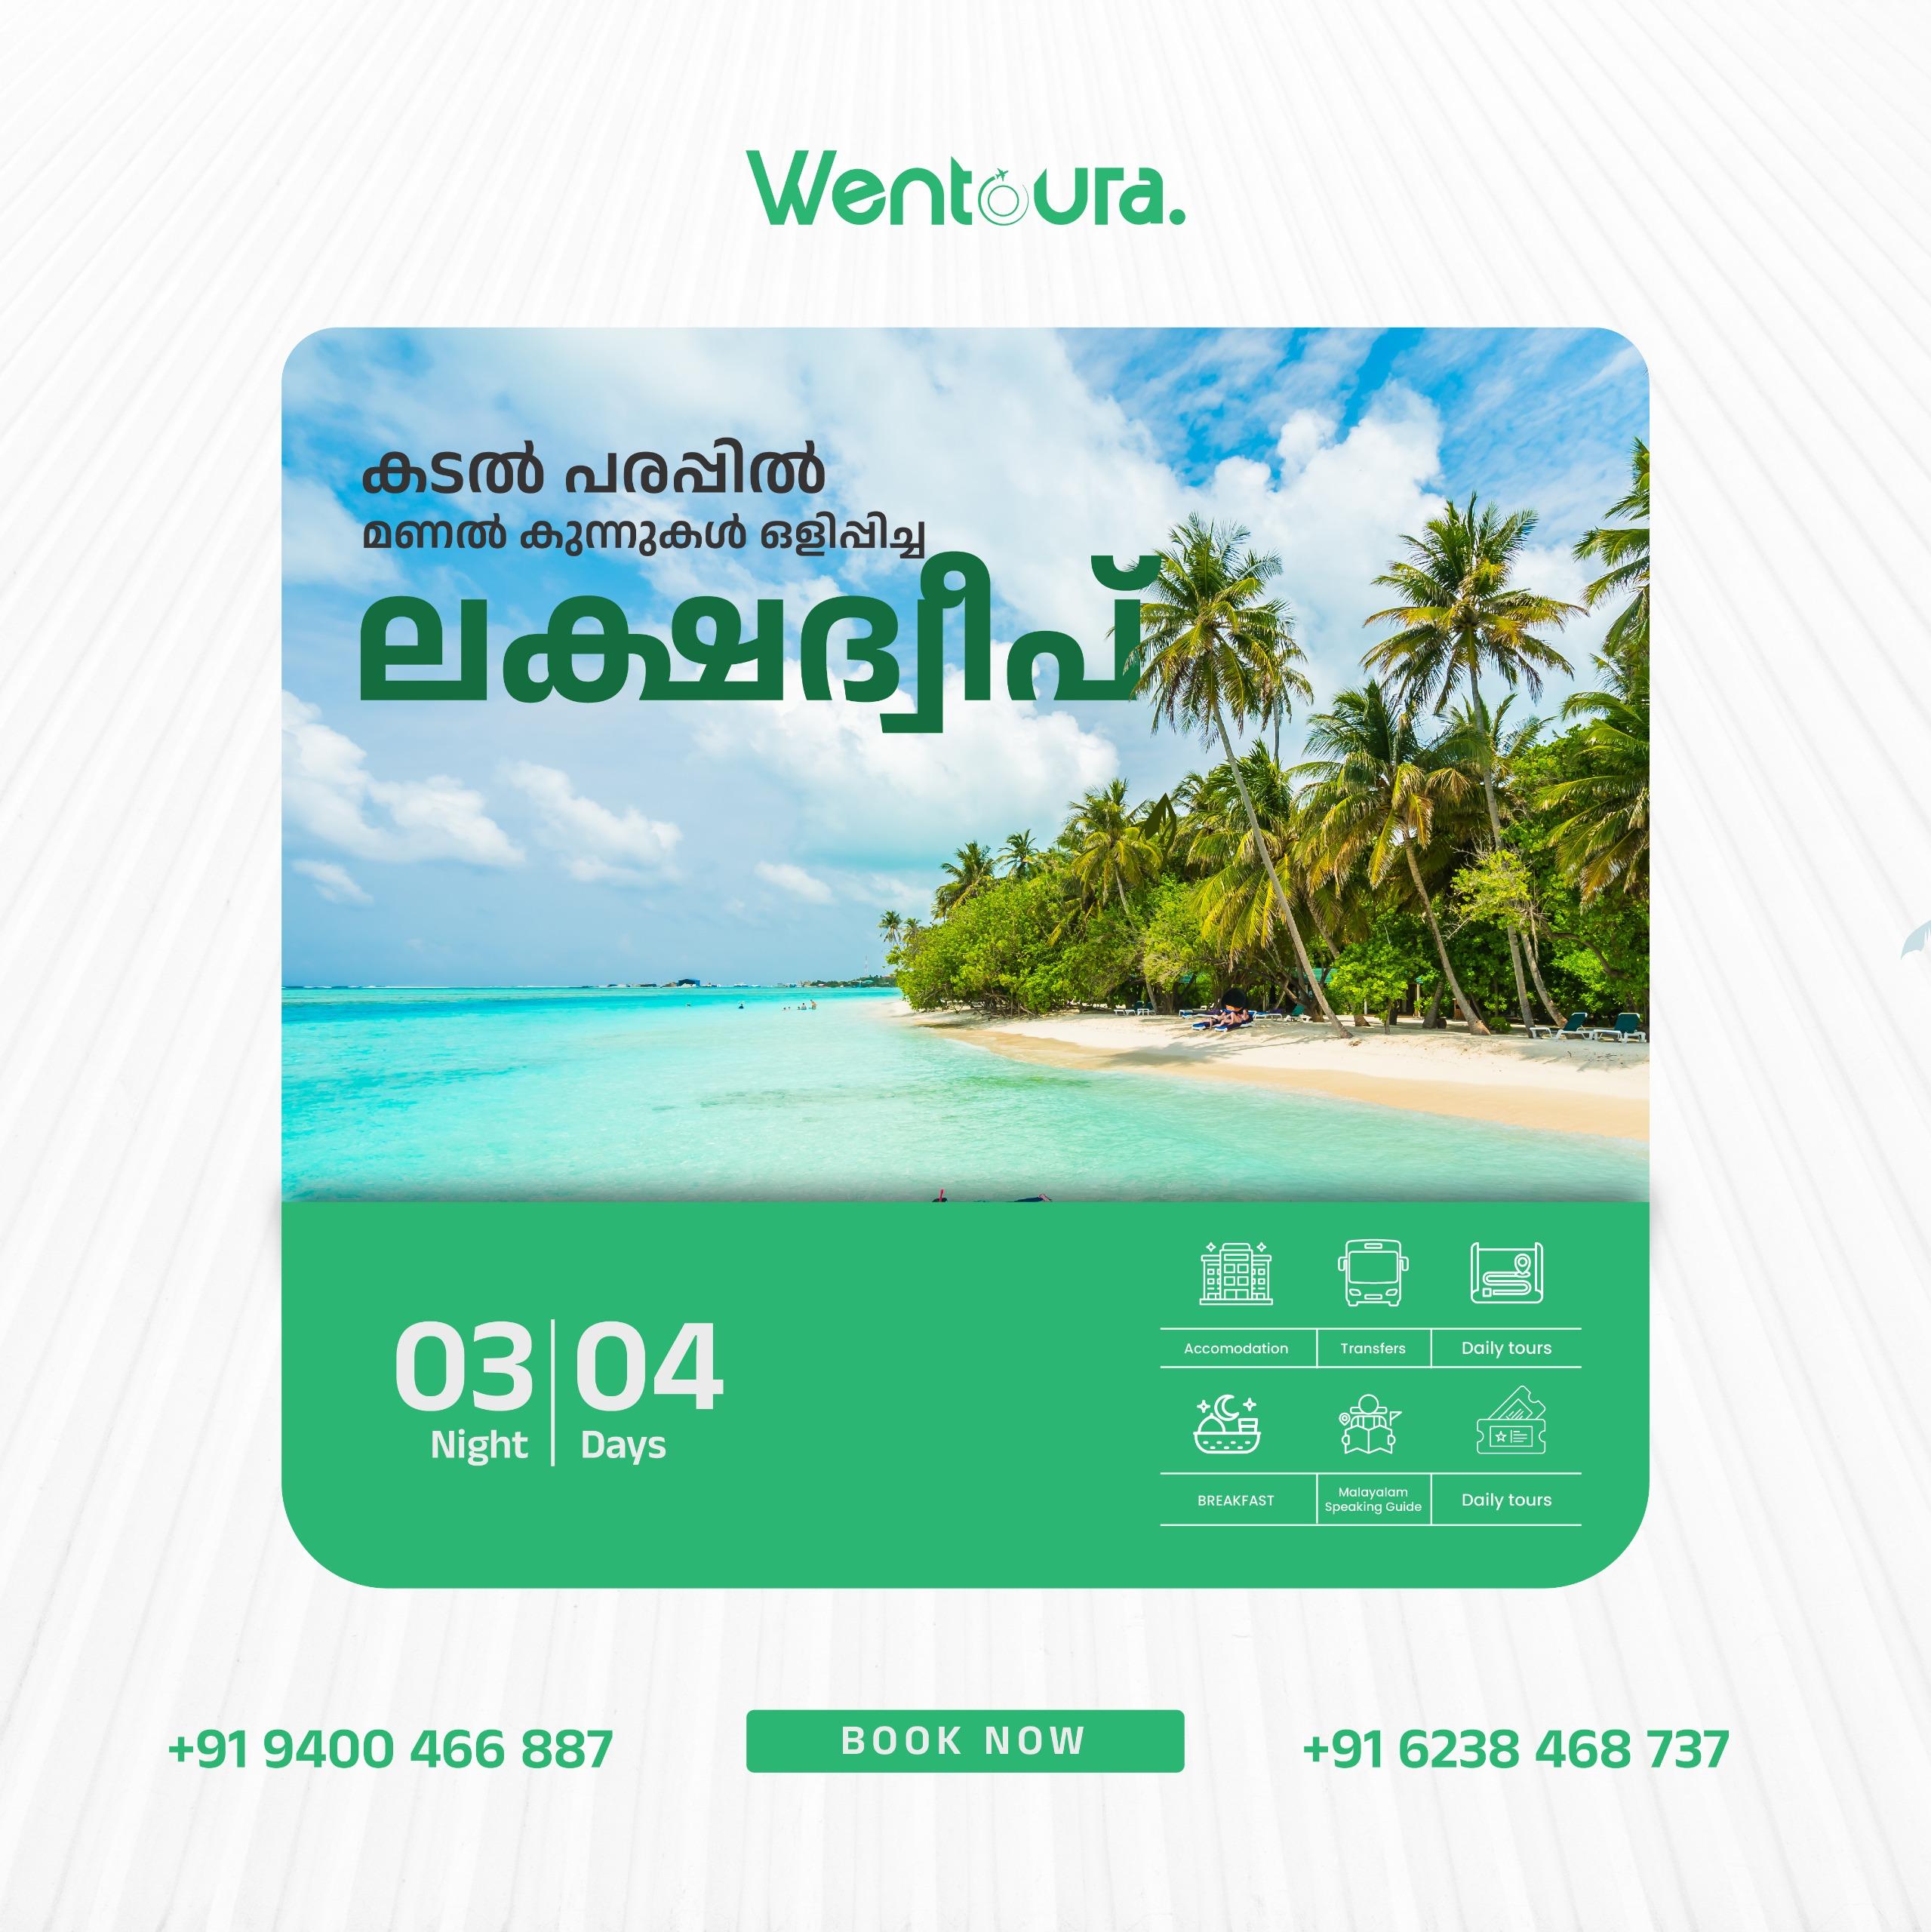 Wentoura.
കടൽ പരപ്പിൽ
മണൽ കുന്നുകൾ ഒളിപ്പിച്ച
ലക്ഷദ്വീപ്
03 04
Night Days
Accomodation Transfers Daily tours
BREAKFAST Malayalam Speaking Guide Daily tours
+91 9400 466 887 BOOK NOW +91 6238 468 737